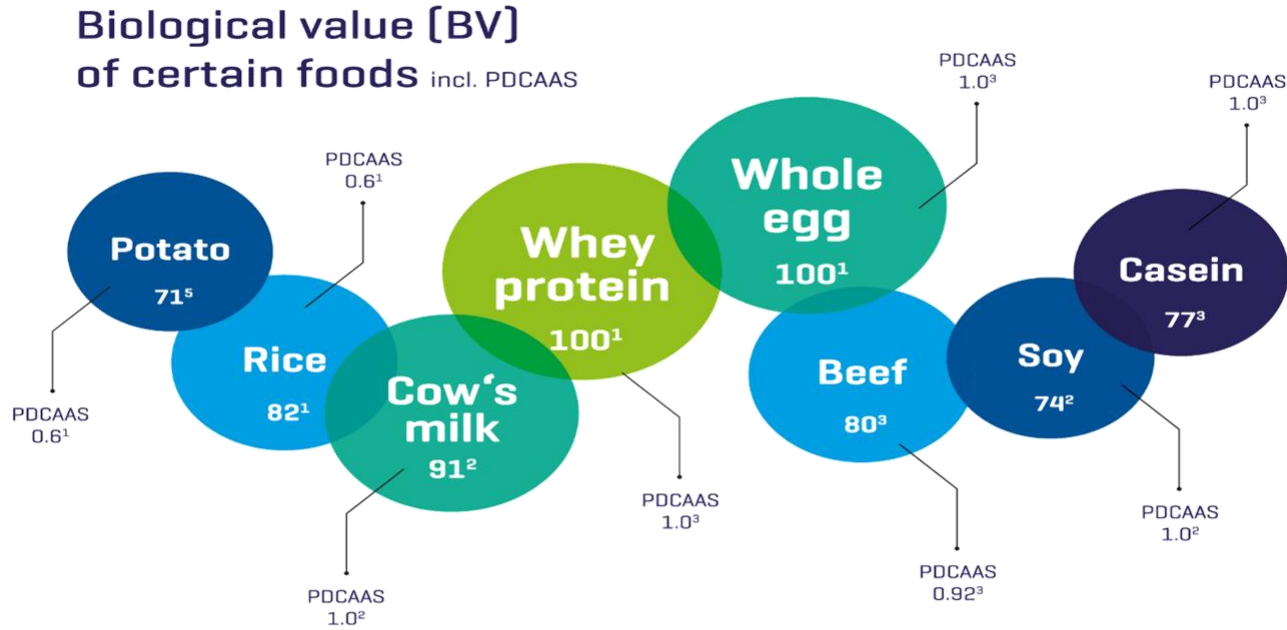 Biological value (BV)
of certain foods incl. PDCAAS
PDCAAS
0.6¹
Potato
71⁵
PDCAAS
0.6¹
Rice
82¹
Cow‘s
milk
91²
PDCAAS
1.0²
Whey
protein
100¹
PDCAAS
1.0³
Whole
egg
100¹
PDCAAS
1.0³
Beef
80³
PDCAAS
0.92³
Soy
74²
PDCAAS
1.0²
Casein
77³
PDCAAS
1.0³